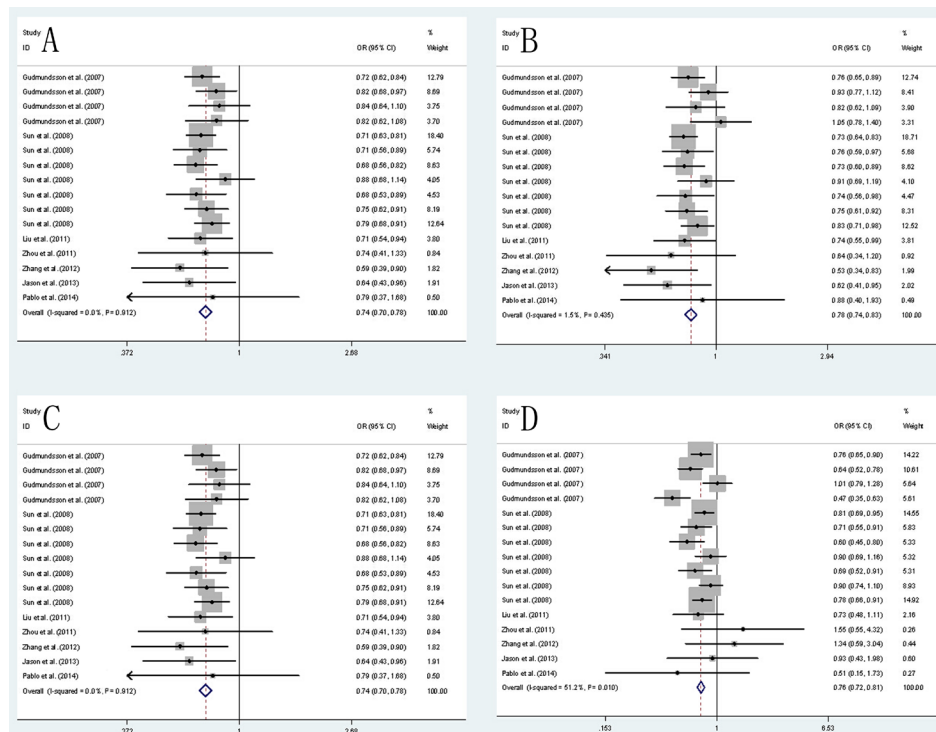 A
Study %
ID OR (95% CI) Weight
Gudmundsson et al. (2007) 0.72 (0.62, 0.84) 12.79
Gudmundsson et al. (2007) 0.82 (0.68, 0.97) 8.69
Gudmundsson et al. (2007) 0.84 (0.64, 1.10) 3.75
Gudmundsson et al. (2007) 0.82 (0.62, 1.08) 3.70
Sun et al. (2008) 0.71 (0.63, 0.81) 18.40
Sun et al. (2008) 0.71 (0.56, 0.89) 5.74
Sun et al. (2008) 0.68 (0.56, 0.82) 8.63
Sun et al. (2008) 0.88 (0.68, 1.14) 4.05
Sun et al. (2008) 0.68 (0.53, 0.89) 4.53
Sun et al. (2008) 0.75 (0.62, 0.91) 8.19
Sun et al. (2008) 0.79 (0.68, 0.91) 12.64
Liu et al. (2011) 0.71 (0.54, 0.94) 3.80
Zhou et al. (2011) 0.74 (0.41, 1.33) 0.84
Zhang et al. (2012) 0.59 (0.39, 0.90) 1.82
Jason et al. (2013) 0.64 (0.43, 0.96) 1.91
Pablo et al. (2014) 0.79 (0.37, 1.68) 0.50
Overall (I-squared = 0.0%, P = 0.912) 0.74 (0.70, 0.78) 100.00
.372 1 2.68
B
Study %
ID OR (95% CI) Weight
Gudmundsson et al. (2007) 0.76 (0.65, 0.89) 12.74
Gudmundsson et al. (2007) 0.93 (0.77, 1.12) 8.41
Gudmundsson et al. (2007) 0.82 (0.62, 1.09) 3.90
Gudmundsson et al. (2007) 1.05 (0.78, 1.40) 3.31
Sun et al. (2008) 0.73 (0.64, 0.83) 18.71
Sun et al. (2008) 0.76 (0.59, 0.97) 5.68
Sun et al. (2008) 0.73 (0.60, 0.89) 8.62
Sun et al. (2008) 0.91 (0.69, 1.19) 4.10
Sun et al. (2008) 0.74 (0.56, 0.98) 4.47
Sun et al. (2008) 0.75 (0.61, 0.92) 8.31
Sun et al. (2008) 0.83 (0.71, 0.98) 12.52
Liu et al. (2011) 0.74 (0.55, 0.99) 3.81
Zhou et al. (2011) 0.64 (0.34, 1.20) 0.92
Zhang et al. (2012) 0.53 (0.34, 0.83) 1.99
Jason et al. (2013) 0.62 (0.41, 0.95) 2.02
Pablo et al. (2014) 0.88 (0.40, 1.93) 0.49
Overall (I-squared = 1.5%, P = 0.435) 0.78 (0.74, 0.83) 100.00
.341 1 2.94
C
Study %
ID OR (95% CI) Weight
Gudmundsson et al. (2007) 0.72 (0.62, 0.84) 12.79
Gudmundsson et al. (2007) 0.82 (0.68, 0.97) 8.69
Gudmundsson et al. (2007) 0.84 (0.64, 1.10) 3.75
Gudmundsson et al. (2007) 0.82 (0.62, 1.08) 3.70
Sun et al. (2008) 0.71 (0.63, 0.81) 18.40
Sun et al. (2008) 0.71 (0.56, 0.89) 5.74
Sun et al. (2008) 0.68 (0.56, 0.82) 8.63
Sun et al. (2008) 0.88 (0.68, 1.14) 4.05
Sun et al. (2008) 0.68 (0.53, 0.89) 4.53
Sun et al. (2008) 0.75 (0.62, 0.91) 8.19
Sun et al. (2008) 0.79 (0.68, 0.91) 12.64
Liu et al. (2011) 0.71 (0.54, 0.94) 3.80
Zhou et al. (2011) 0.74 (0.41, 1.33) 0.84
Zhang et al. (2012) 0.59 (0.39, 0.90) 1.82
Jason et al. (2013) 0.64 (0.43, 0.96) 1.91
Pablo et al. (2014) 0.79 (0.37, 1.68) 0.50
Overall (I-squared = 0.0%, P = 0.912) 0.74 (0.70, 0.78) 100.00
.372 1 2.68
D
Study %
ID OR (95% CI) Weight
Gudmundsson et al. (2007) 0.76 (0.65, 0.90) 14.22
Gudmundsson et al. (2007) 0.64 (0.52, 0.78) 10.61
Gudmundsson et al. (2007) 1.01 (0.79, 1.28) 5.64
Gudmundsson et al. (2007) 0.47 (0.35, 0.63) 5.61
Sun et al. (2008) 0.81 (0.69, 0.95) 14.55
Sun et al. (2008) 0.71 (0.55, 0.91) 5.83
Sun et al. (2008) 0.60 (0.45, 0.80) 5.33
Sun et al. (2008) 0.90 (0.69, 1.16) 5.32
Sun et al. (2008) 0.69 (0.52, 0.91) 5.31
Sun et al. (2008) 0.90 (0.74, 1.10) 8.93
Sun et al. (2008) 0.78 (0.66, 0.91) 14.92
Liu et al. (2011) 0.73 (0.48, 1.11) 2.16
Zhou et al. (2011) 1.55 (0.55, 4.32) 0.26
Zhang et al. (2012) 1.34 (0.59, 3.04) 0.44
Jason et al. (2013) 0.93 (0.43, 1.98) 0.60
Pablo et al. (2014) 0.51 (0.15, 1.73) 0.27
Overall (I-squared = 51.2%, P = 0.010) 0.76 (0.72, 0.81) 100.00
.153 1 6.53